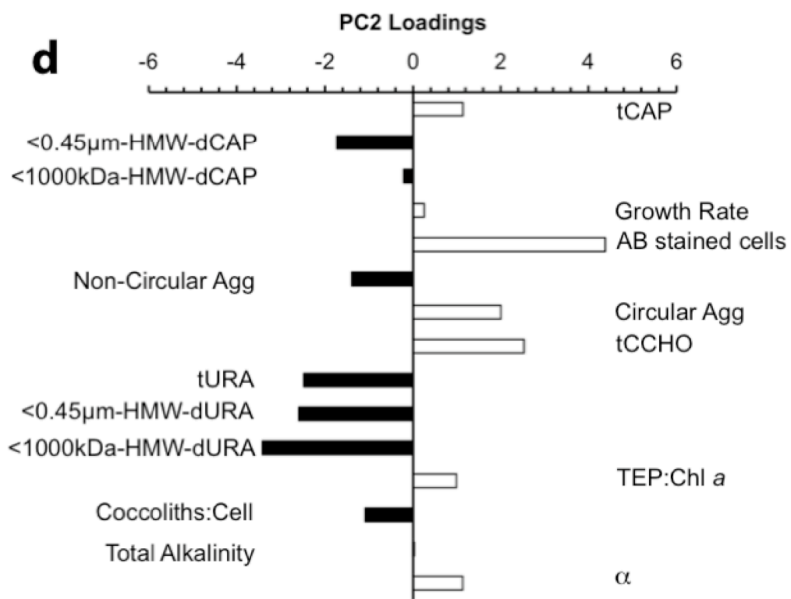 PC2 Loadings
d
-6 -4 -2 0 2 4 6
tCAP
<0.45µm-HMW-dCAP
<1000kDa-HMW-dCAP
Growth Rate
AB stained cells
Non-Circular Agg
Circular Agg
tCCHO
tURA
<0.45µm-HMW-dURA
<1000kDa-HMW-dURA
TEP:Chl a
Coccoliths:Cell
Total Alkalinity
α